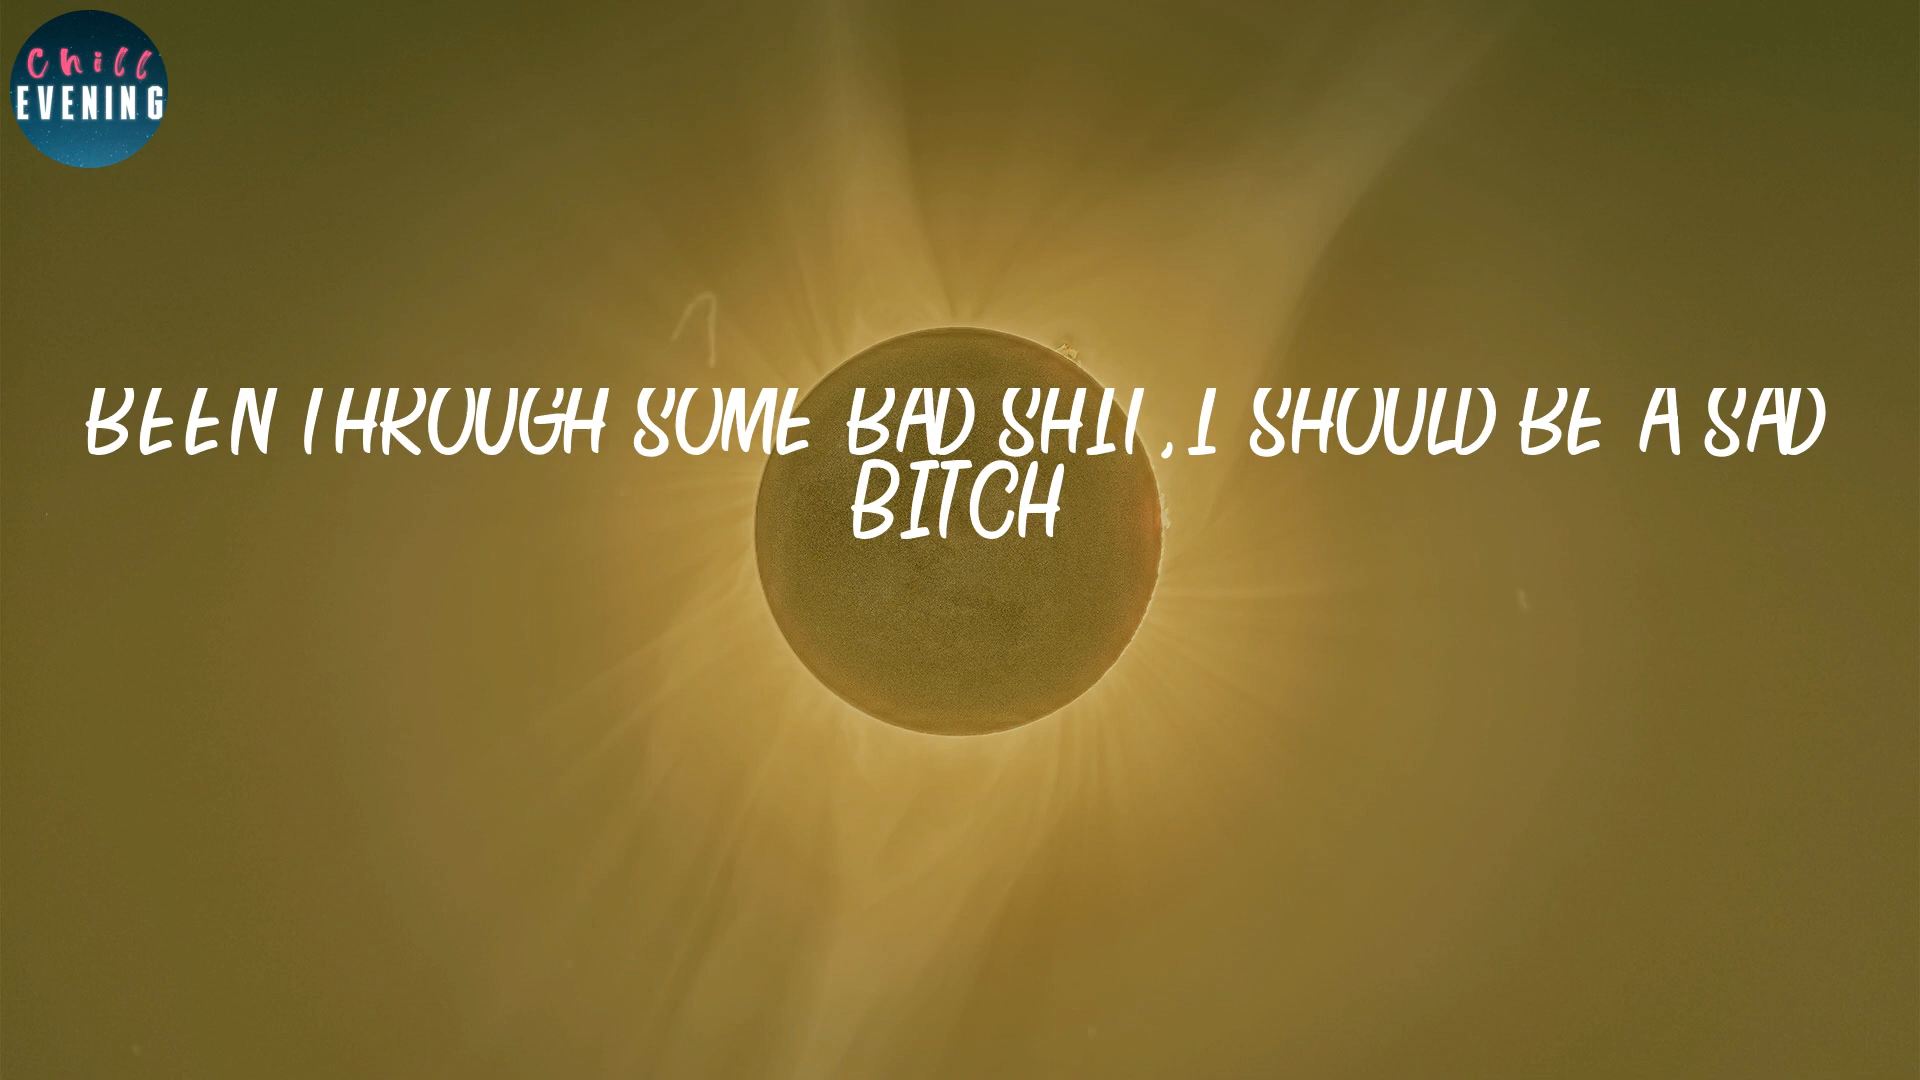 Chill
EVENING
BEEN THROUGH SOME BAD SHIT, I SHOULD BE A SAD
BITCH